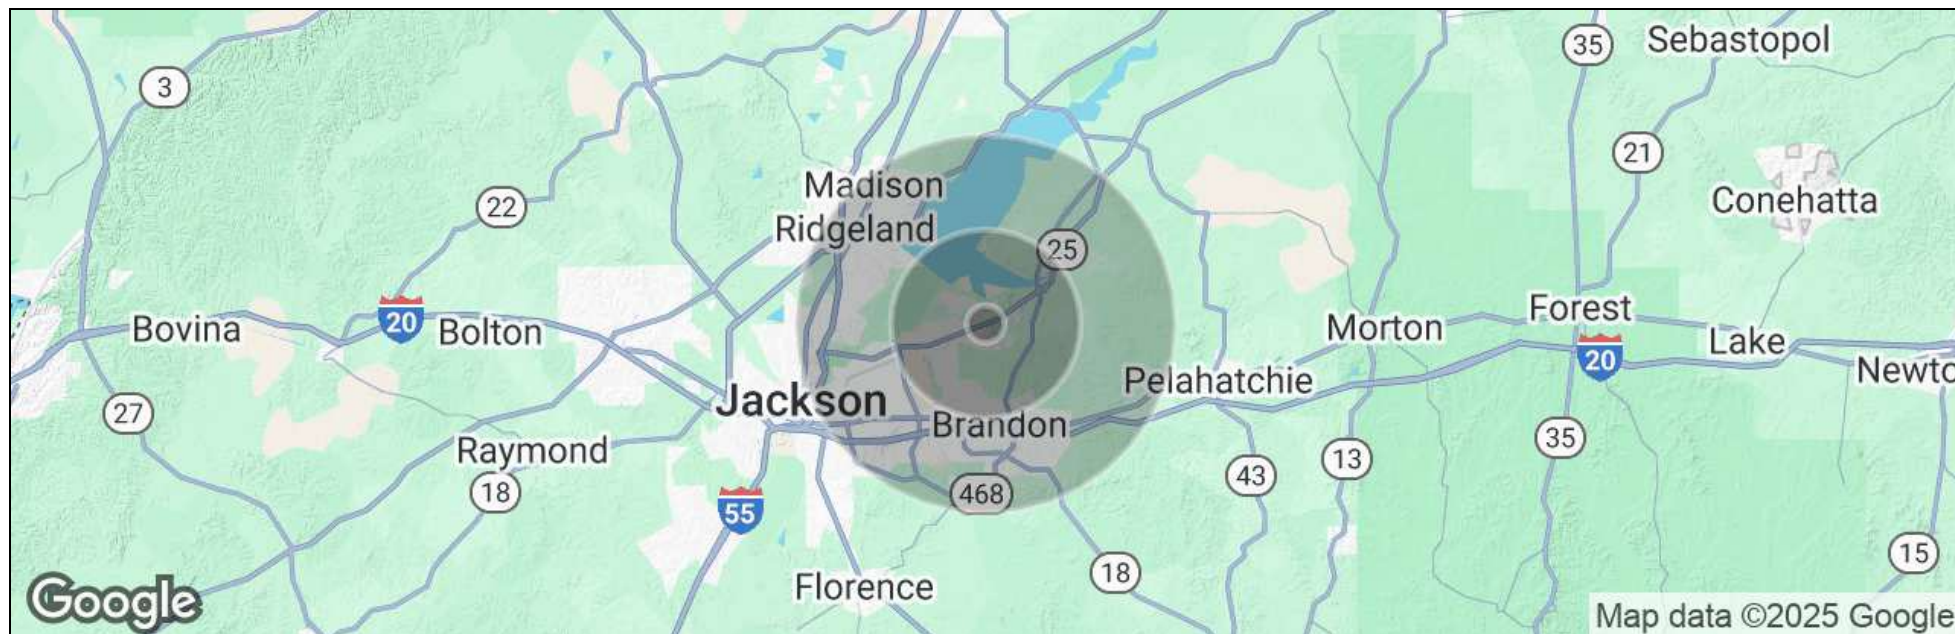 35
Sebastopol
3
21
Madison
Conehatta
22
Ridgeland
25
Forest
20
Bovina
Bolton
Morton
Lake
20
Newto
Pelahatchie
Jackson
27
Brandon
35
Raymond
13
43
18
468
55
15
18
Florence
Google
Map data ©2025 Google